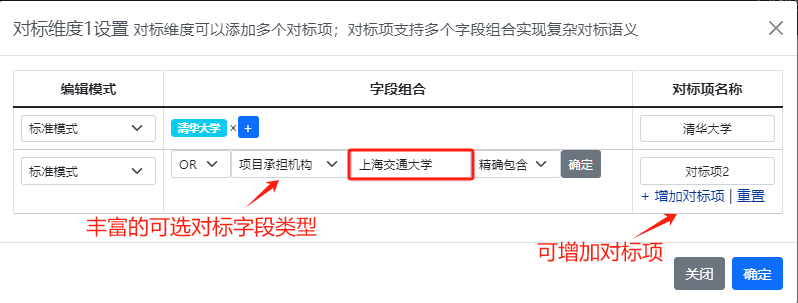 对标维度1设置 对标维度可以添加多个对标项；对标项支持多个字段组合实现复杂对标语义 ×
编辑模式 字段组合 对标项名称
标准模式 清华大学 × + 清华大学
标准模式 OR 项目承担机构 上海交通大学 精确包含 确定 对标项2
+ 增加对标项 | 重置
丰富的可选对标字段类型
可增加对标项
关闭 确定